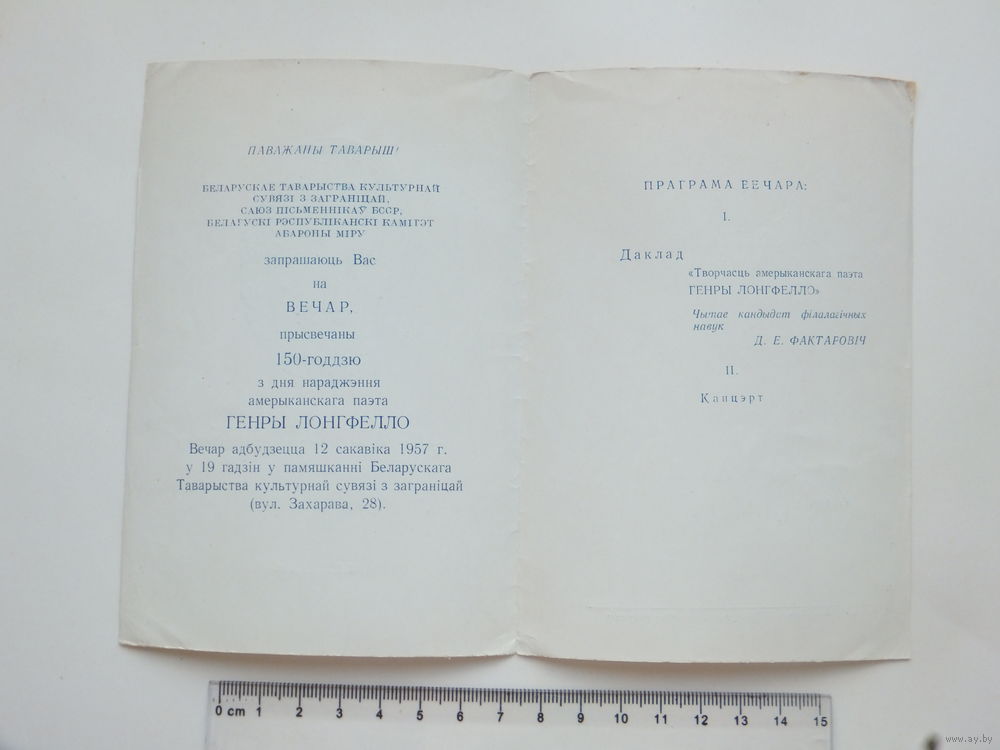 ПАВАЖАНЫ ТАВАРЫШ!
БЕЛАРУСКАЕ ТАВАРЫСТВА КУЛЬТУРНАЙ
СУВЯЗІ З ЗАГРАНІЦАЙ,
САЮЗ ПІСЬМЕННІКАЎ БССР,
БЕЛАРУСКІ РЭСПУБЛІКАНСКІ КАМІТЭТ
АБАРОНЫ МІРУ
запрашаюць Вас
на
ВЕЧАР,
прысвечаны
150-годдзю
з дня нараджэння
амерыканскага паэта
ГЕНРЫ ЛОНГФЕЛЛО
Вечар адбудзецца 12 сакавіка 1957 г.
у 19 гадзін у памяшканні Беларускага
Таварыства культурнай сувязі з заграніцай
(вул. Захарава, 28).
ПРАГРАМА ВЕЧАРА:
I.
Даклад
«Творчасць амерыканскага паэта
ГЕНРЫ ЛОНГФЕЛЛО»
Чытае кандыдат філалагічных
навук
Д. Е. ФАКТАРОВІЧ
II.
Канцэрт
0 cm 1 2 3 4 5 6 7 8 9 10 11 12 13 14 15
www.ay.by